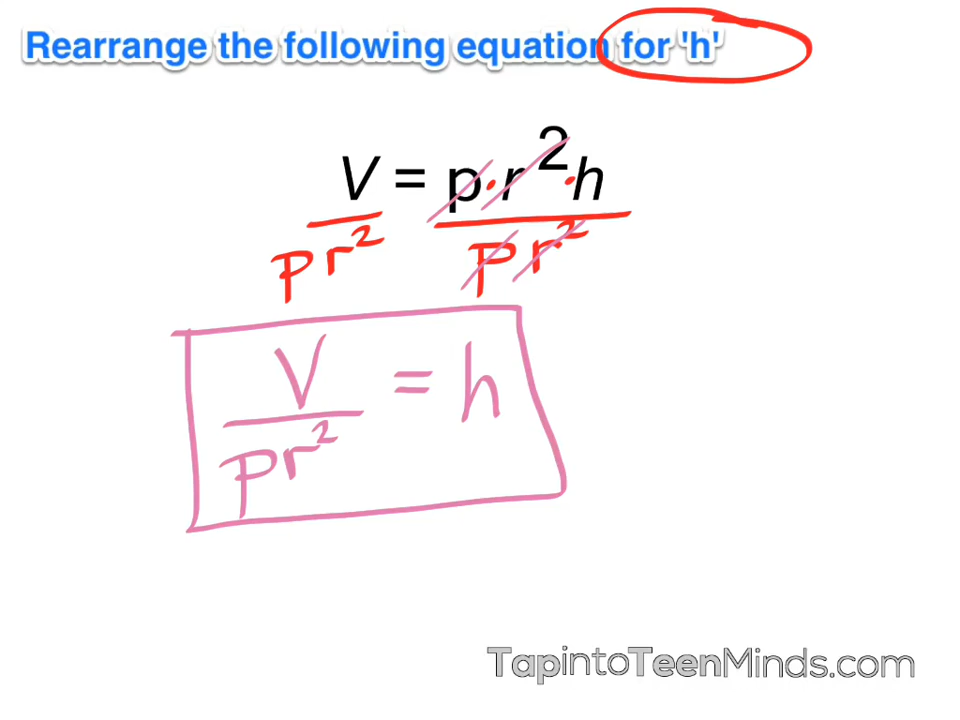 Rearrange the following equation for 'h'
V = p·r²·h
pr² pr²
V/pr² = h
TapintoTeenMinds.com